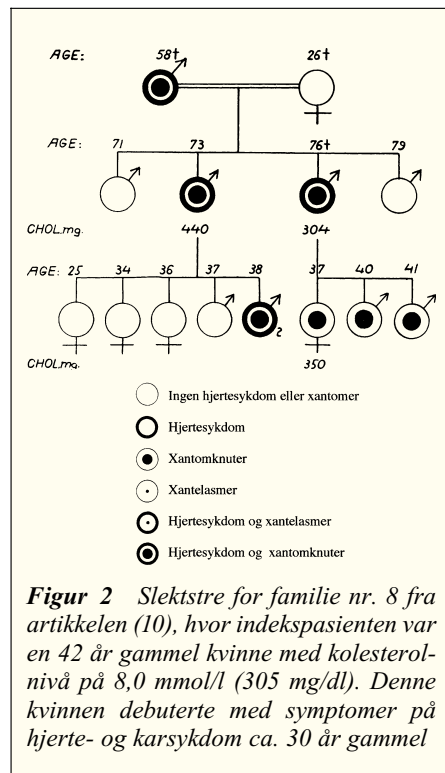 AGE: 58† 26†
AGE: 71 73 76† 79
CHOL.mg. 440 304
AGE: 25 34 36 37 38 37 40 41
2
CHOL.mg. 350
Ingen hjertesykdom eller xantomer
Hjertesykdom
Xantomknuter
Xantelasmer
Hjertesykdom og xantelasmer
Hjertesykdom og xantomknuter
Figur 2 Slektstre for familie nr. 8 fra
artikkelen (10), hvor indekspasienten var
en 42 år gammel kvinne med kolesterol-
nivå på 8,0 mmol/l (305 mg/dl). Denne
kvinnen debuterte med symptomer på
hjerte- og karsykdom ca. 30 år gammel